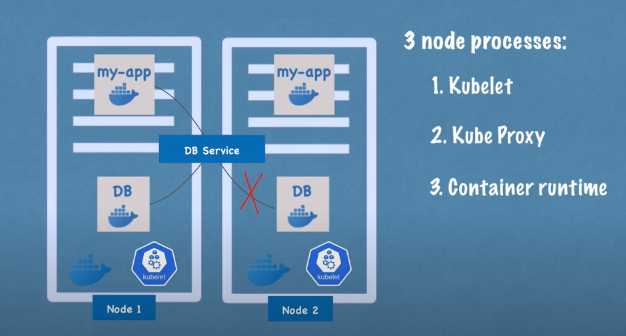 3 node processes:
1. Kubelet
2. Kube Proxy
3. Container runtime
my-app
my-app
DB Service
DB
DB
kubelet
kubelet
Node 1
Node 2